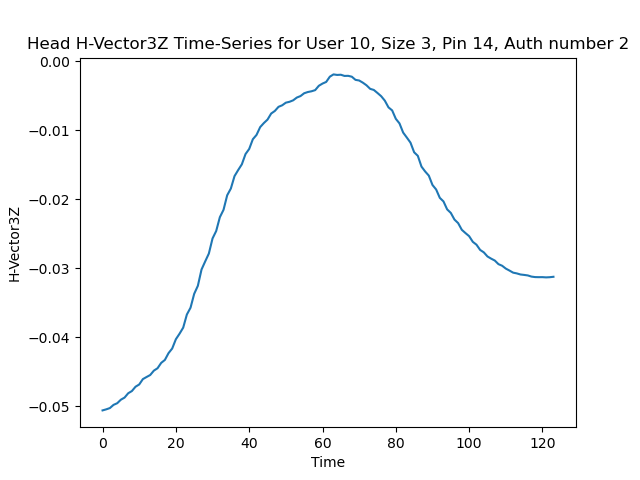 Head H-Vector3Z Time-Series for User 10, Size 3, Pin 14, Auth number 2
0.00
−0.01
−0.02
−0.03
−0.04
−0.05
H-Vector3Z
0 20 40 60 80 100 120
Time